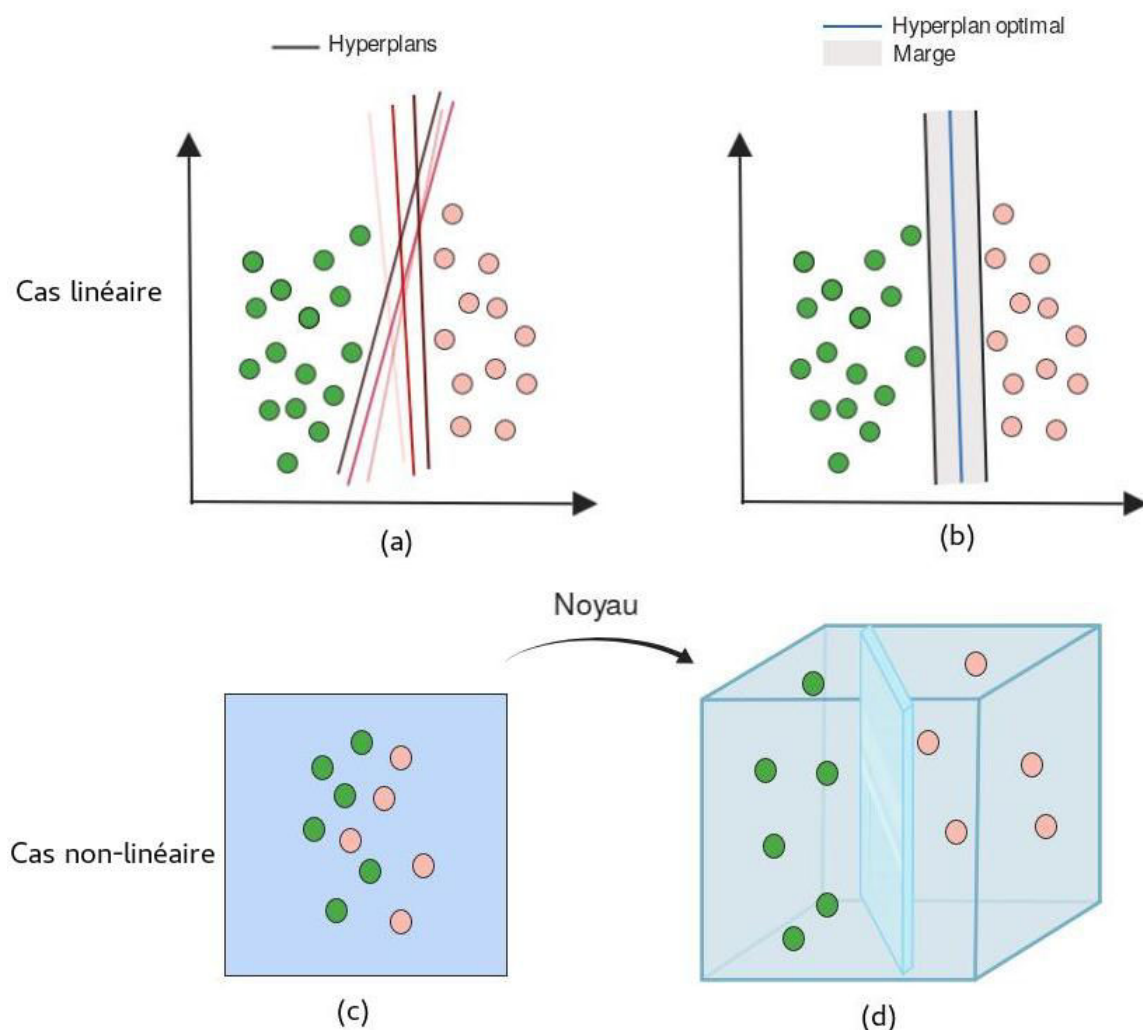 Hyperplans
Hyperplan optimal
Marge
Cas linéaire
(a)
(b)
Noyau
Cas non-linéaire
(c)
(d)